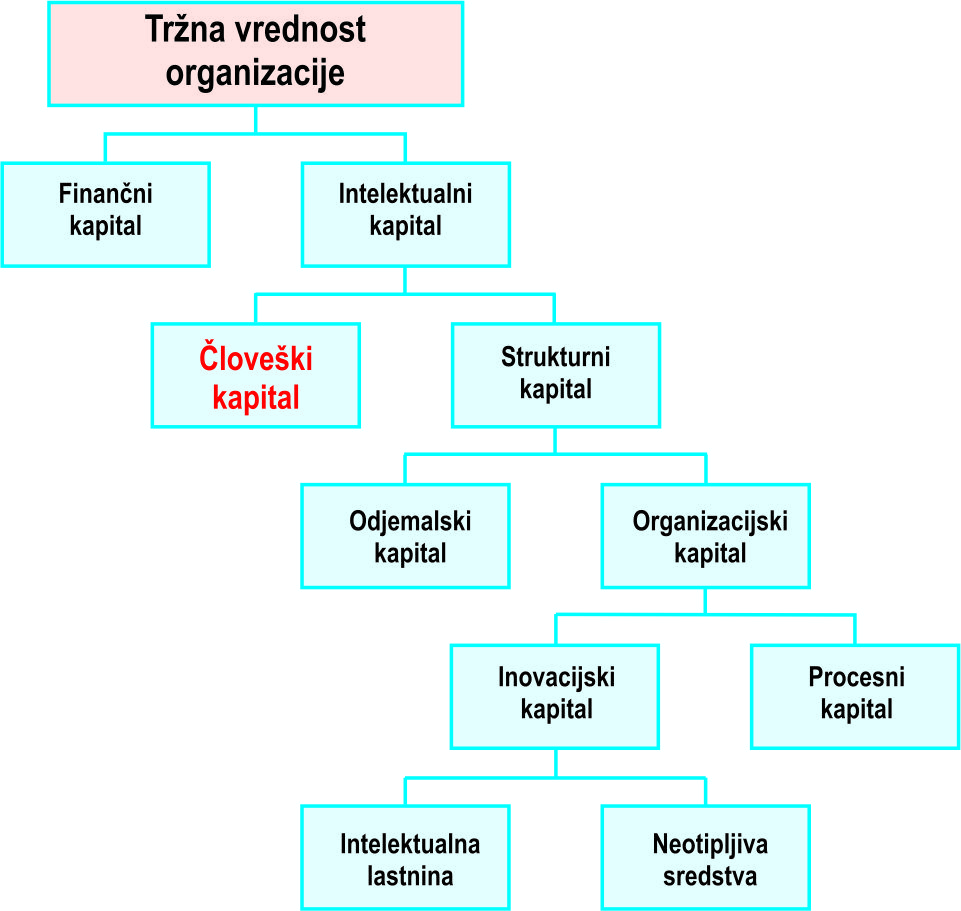 Tržna vrednost
organizacije
Finančni
kapital
Intelektualni
kapital
Človeški
kapital
Strukturni
kapital
Odjemalski
kapital
Organizacijski
kapital
Inovacijski
kapital
Procesni
kapital
Intelektualna
lastnina
Neotipljiva
sredstva